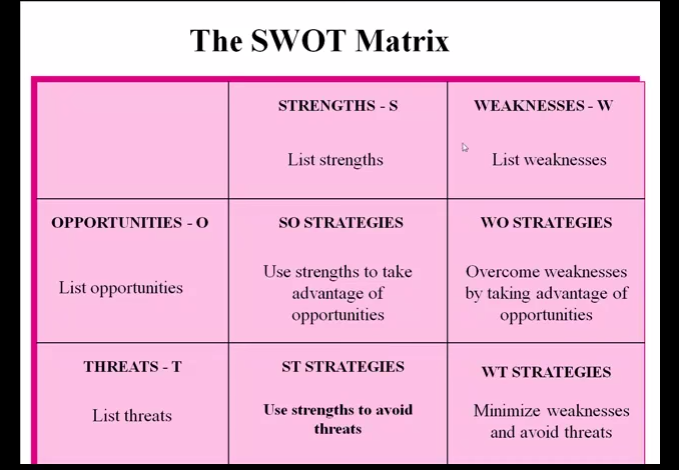 The SWOT Matrix
STRENGTHS - S
WEAKNESSES - W
List strengths
List weaknesses
OPPORTUNITIES - O
SO STRATEGIES
WO STRATEGIES
List opportunities
Use strengths to take
advantage of
opportunities
Overcome weaknesses
by taking advantage of
opportunities
THREATS - T
ST STRATEGIES
WT STRATEGIES
List threats
Use strengths to avoid
threats
Minimize weaknesses
and avoid threats